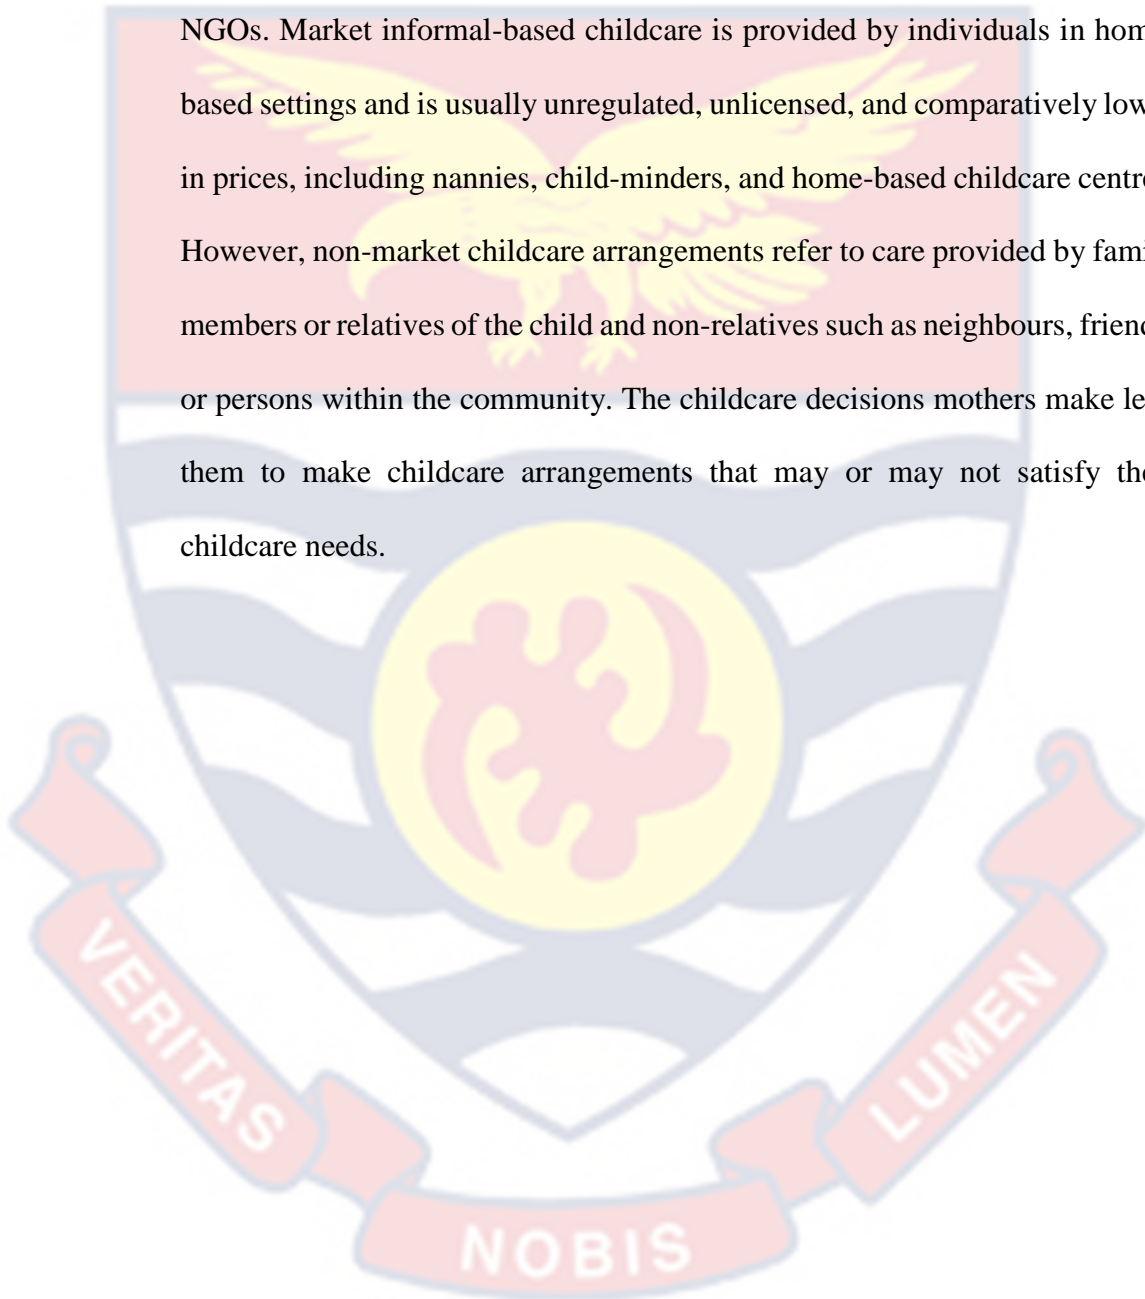 NGOs. Market informal-based childcare is provided by individuals in hom
based settings and is usually unregulated, unlicensed, and comparatively low
in prices, including nannies, child-minders, and home-based childcare centr
However, non-market childcare arrangements refer to care provided by fami
members or relatives of the child and non-relatives such as neighbours, frien
or persons within the community. The childcare decisions mothers make le
them to make childcare arrangements that may or may not satisfy the
childcare needs.
VERITAS
NOBIS
LUMEN